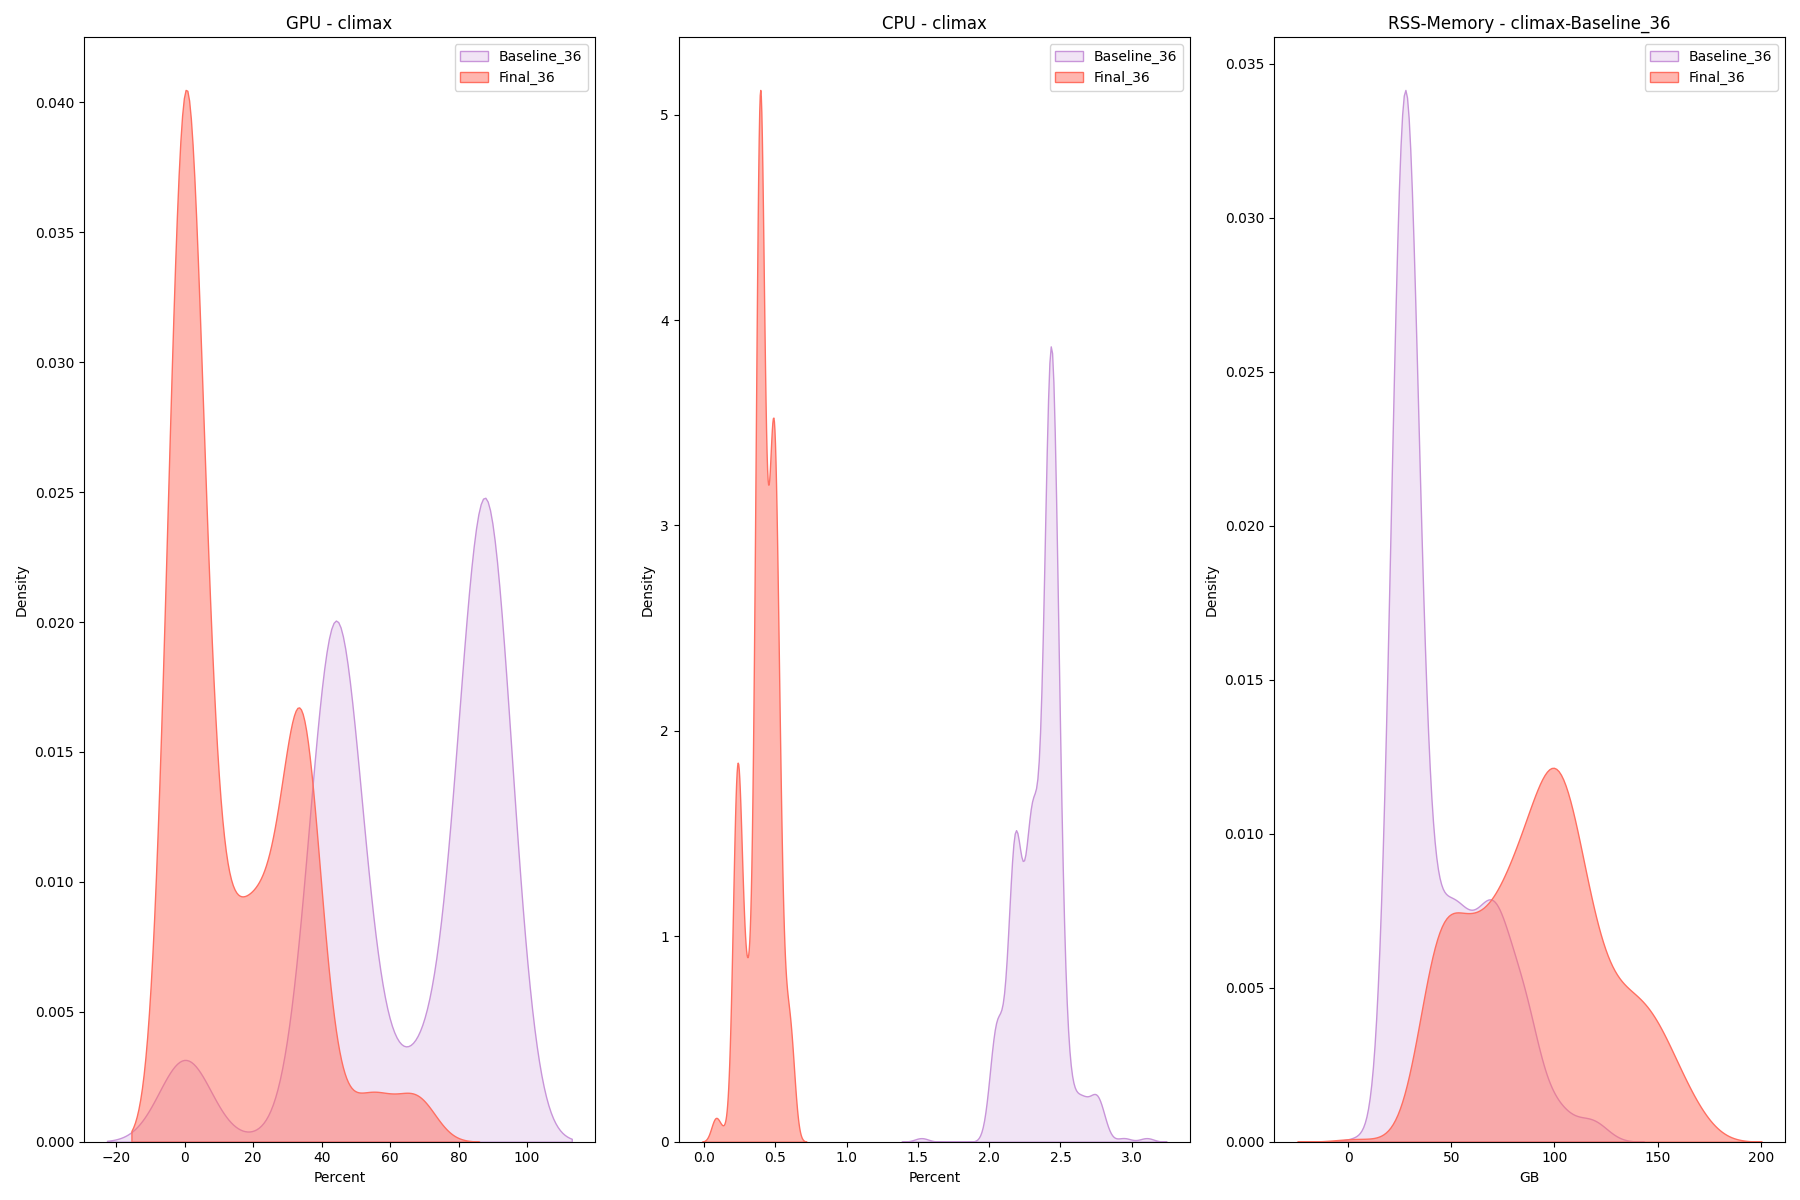 GPU - climax
Baseline_36
Final_36
0.040
0.035
0.030
0.025
0.020
0.015
0.010
0.005
0.000
Density
−20
0
20
40
60
80
100
Percent
CPU - climax
Baseline_36
Final_36
5
4
3
2
1
0
Density
0.0
0.5
1.0
1.5
2.0
2.5
3.0
Percent
RSS-Memory - climax-Baseline_36
Baseline_36
Final_36
0.035
0.030
0.025
0.020
0.015
0.010
0.005
0.000
Density
0
50
100
150
200
GB